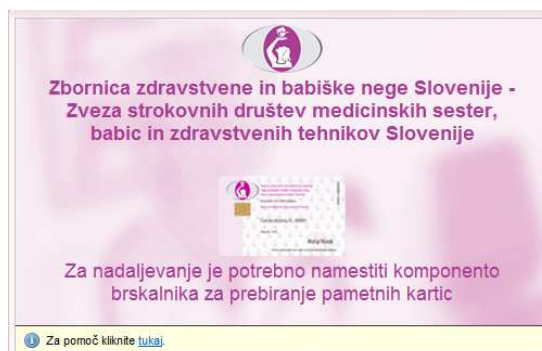 Zbornica zdravstvene in babiške nege Slovenije -
Zveza strokovnih društev medicinskih sester,
babic in zdravstvenih tehnikov Slovenije
Za nadaljevanje je potrebno namestiti komponento
brskalnika za prebiranje pametnih kartic
Za pomoč kliknite tukaj.